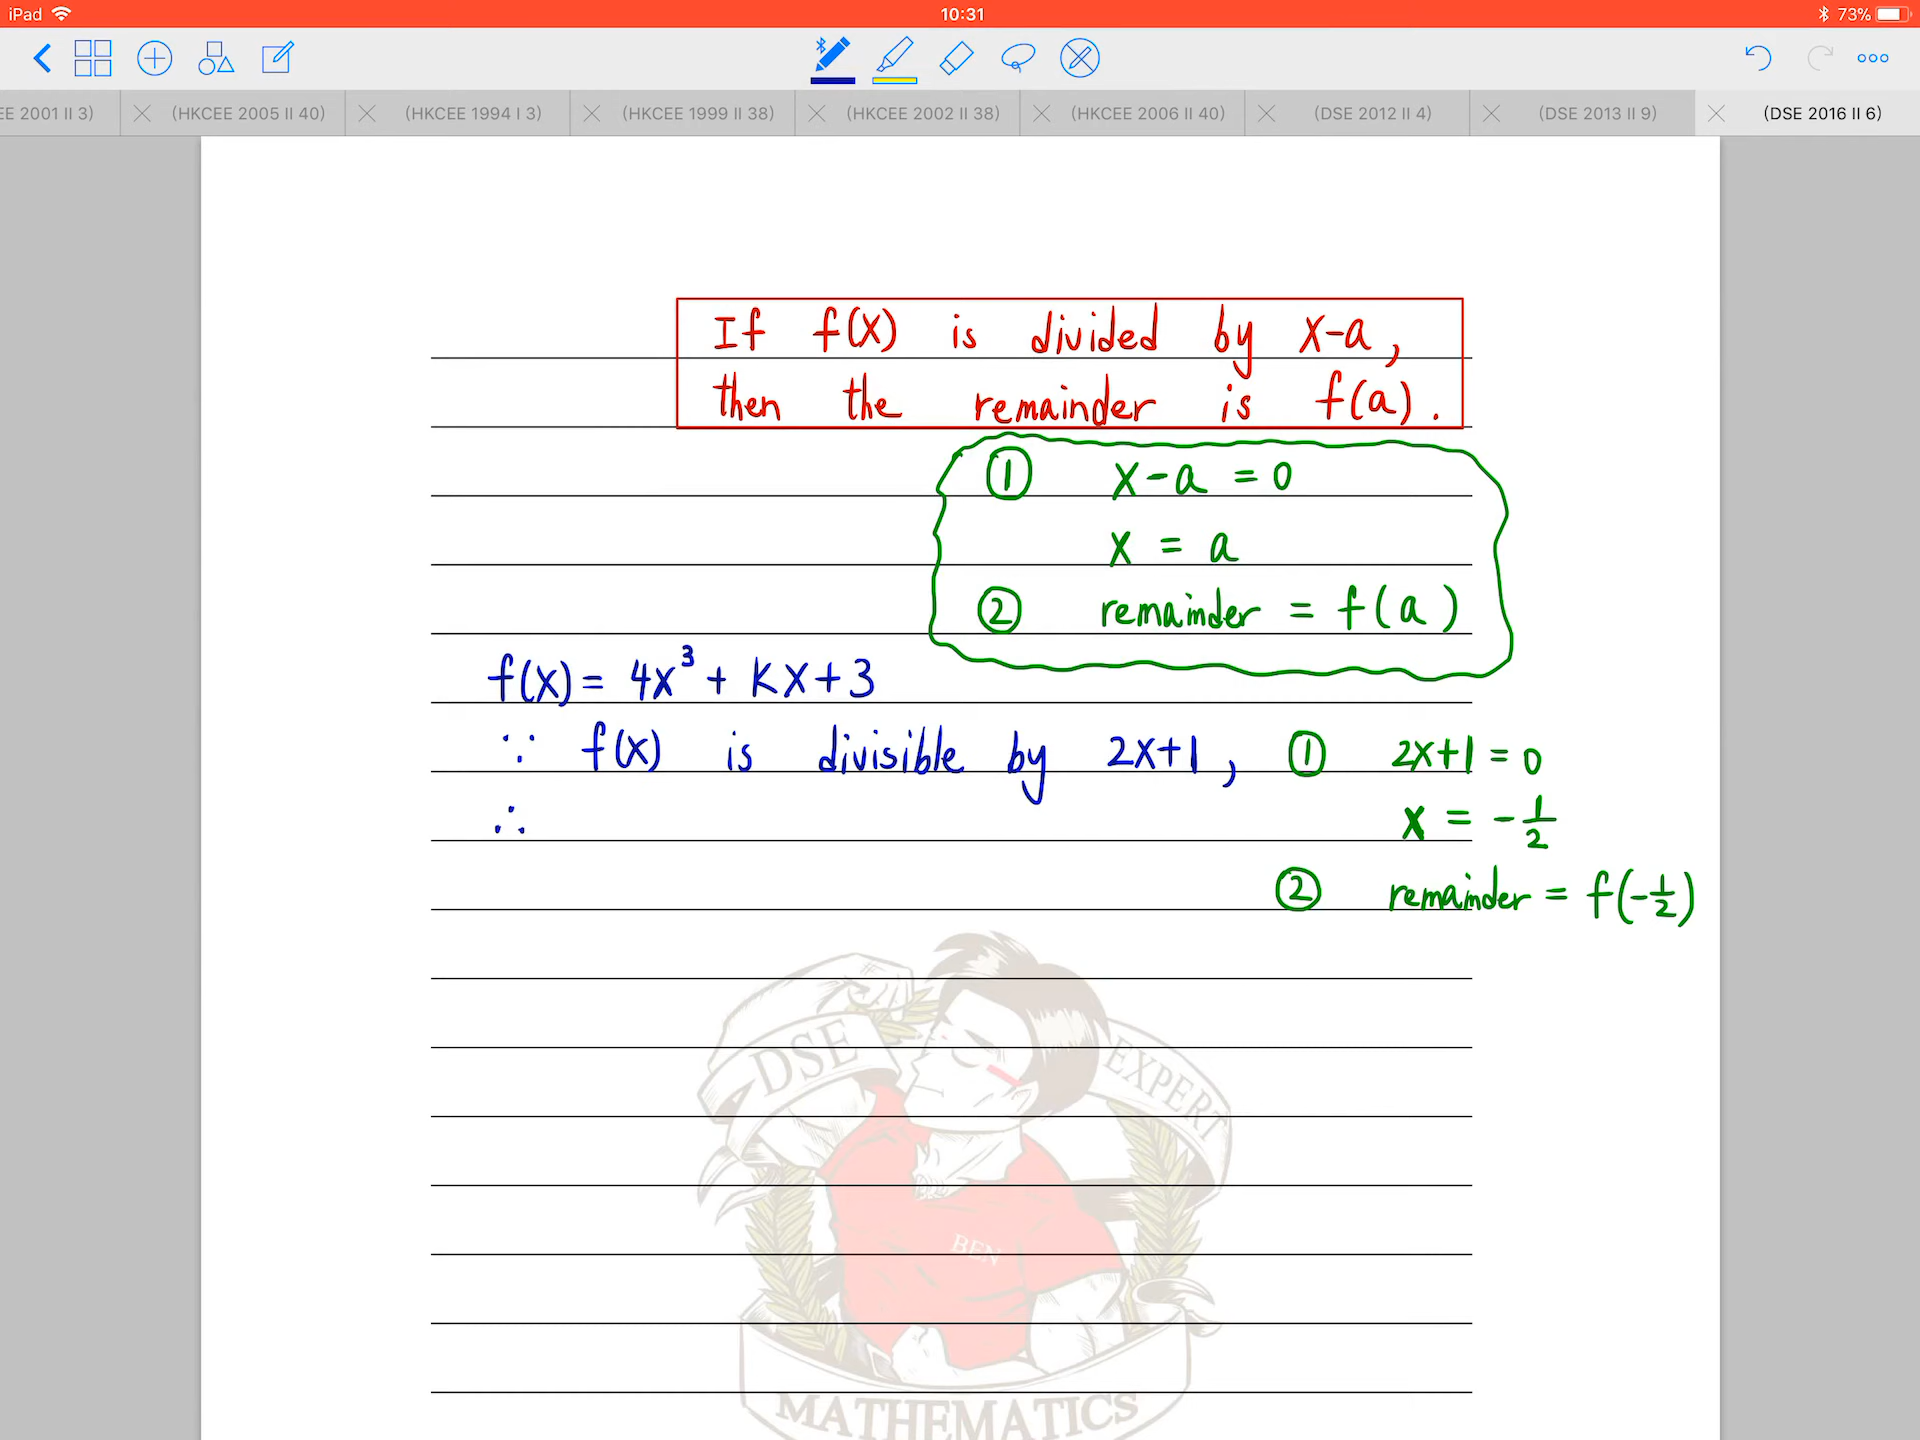 iPad 10:31 73%
EE 2001 II 3) (HKCEE 2005 II 40) (HKCEE 1994 I 3) (HKCEE 1999 II 38) (HKCEE 2002 II 38) (HKCEE 2006 II 40) (DSE 2012 II 4) (DSE 2013 II 9) (DSE 2016 II 6)
If f(x) is divided by x-a,
then the remainder is f(a).
① x-a = 0
x = a
② remainder = f(a)
f(x) = 4x³ + kx + 3
∵ f(x) is divisible by 2x+1, ① 2x+1 = 0
∴ x = -1/2
② remainder = f(-1/2)
DSE EXPERT
BEN
MATHEMATICS